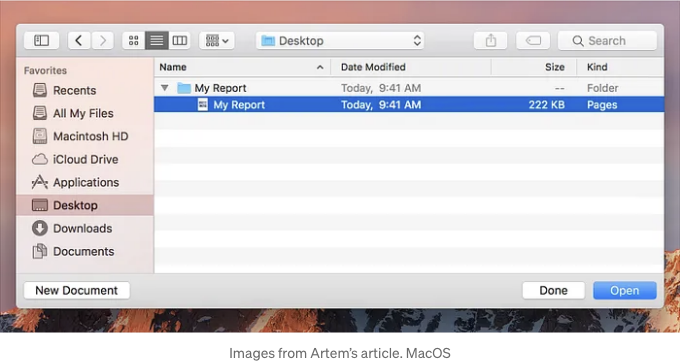 Desktop
Search
Favorites
Recents
All My Files
Macintosh HD
iCloud Drive
Applications
Desktop
Downloads
Documents
Name Date Modified Size Kind
My Report Today, 9:41 AM -- Folder
My Report Today, 9:41 AM 222 KB Pages
New Document Done Open
Images from Artem's article. MacOS